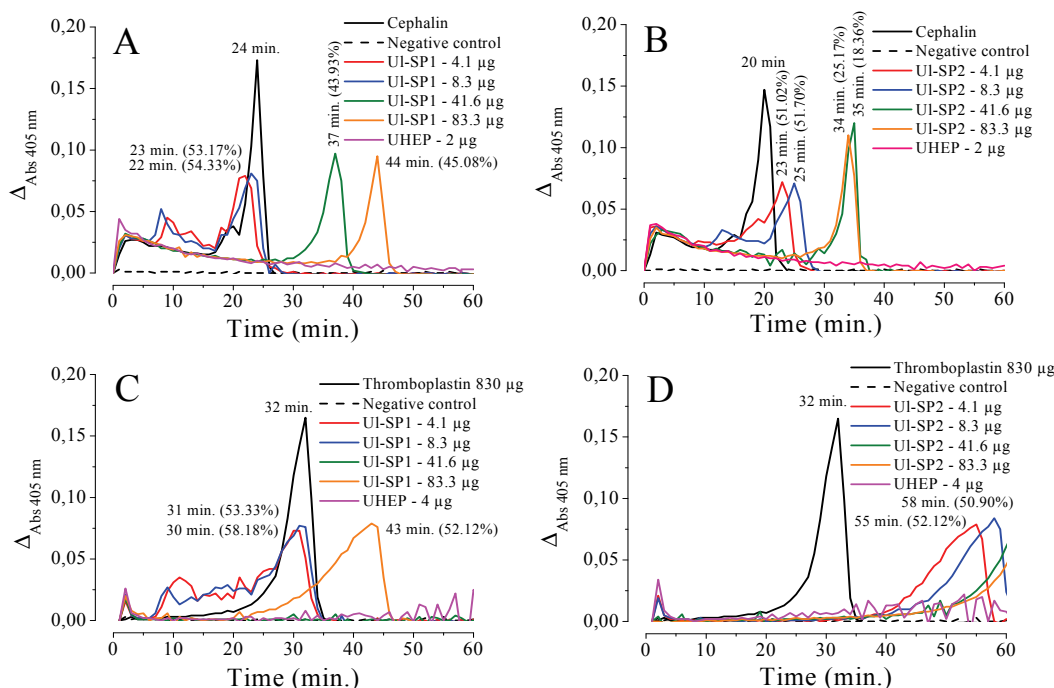 A
Cephalin
Negative control
Ul-SP1 - 4.1 µg
Ul-SP1 - 8.3 µg
Ul-SP1 - 41.6 µg
Ul-SP1 - 83.3 µg
UHEP - 2 µg
24 min.
23 min. (53.17%)
22 min. (54.33%)
37 min. (43.93%)
44 min. (45.08%)
0,20
0,15
0,10
0,05
0,00
Δ Abs 405 nm
0 10 20 30 40 50 60
Time (min.)
B
Cephalin
Negative control
Ul-SP2 - 4.1 µg
Ul-SP2 - 8.3 µg
Ul-SP2 - 41.6 µg
Ul-SP2 - 83.3 µg
UHEP - 2 µg
20 min
23 min. (51.02%)
25 min. (51.70%)
34 min. (25.17%)
35 min. (18.36%)
0,20
0,15
0,10
0,05
0,00
Δ Abs 405 nm
0 10 20 30 40 50 60
Time (min.)
C
Thromboplastin 830 µg
Negative control
Ul-SP1 - 4.1 µg
Ul-SP1 - 8.3 µg
Ul-SP1 - 41.6 µg
Ul-SP1 - 83.3 µg
UHEP - 4 µg
32 min.
31 min. (53.33%)
30 min. (58.18%)
43 min. (52.12%)
0,20
0,15
0,10
0,05
0,00
Δ Abs 405 nm
0 10 20 30 40 50 60
Time (min.)
D
Thromboplastin 830 µg
Negative control
Ul-SP2 - 4.1 µg
Ul-SP2 - 8.3 µg
Ul-SP2 - 41.6 µg
Ul-SP2 - 83.3 µg
UHEP - 4 µg
32 min.
58 min. (50.90%)
55 min. (52.12%)
0,20
0,15
0,10
0,05
0,00
Δ Abs 405 nm
0 10 20 30 40 50 60
Time (min.)